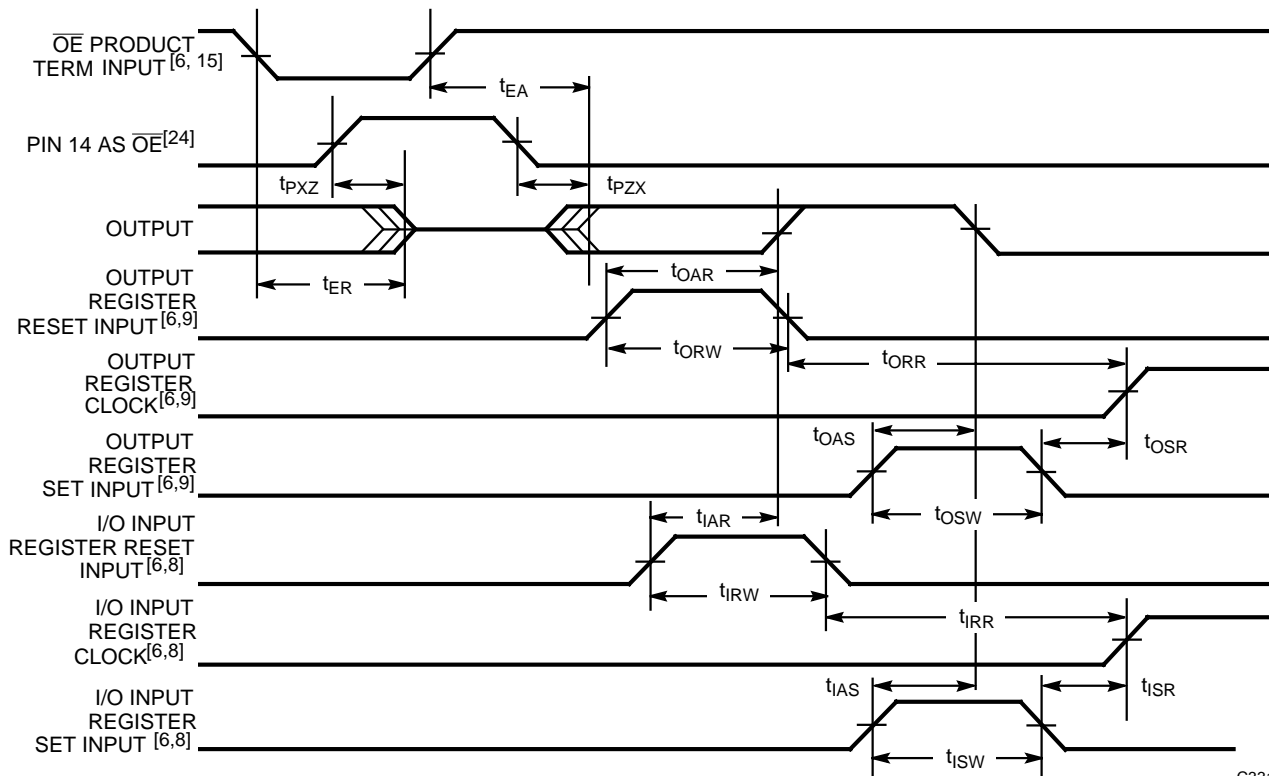 OE PRODUCT
TERM INPUT[6, 15]
tEA
PIN 14 AS OE[24]
tPXZ
tPZX
OUTPUT
tER
tOAR
OUTPUT
REGISTER
RESET INPUT[6,9]
tORW
tORR
OUTPUT
REGISTER
CLOCK[6,9]
tOAS
tOSR
OUTPUT
REGISTER
SET INPUT[6,9]
tOSW
tIAR
I/O INPUT
REGISTER RESET
INPUT[6,8]
tIRW
tIRR
I/O INPUT
REGISTER
CLOCK[6,8]
tIAS
tISR
I/O INPUT
REGISTER
SET INPUT [6,8]
tISW